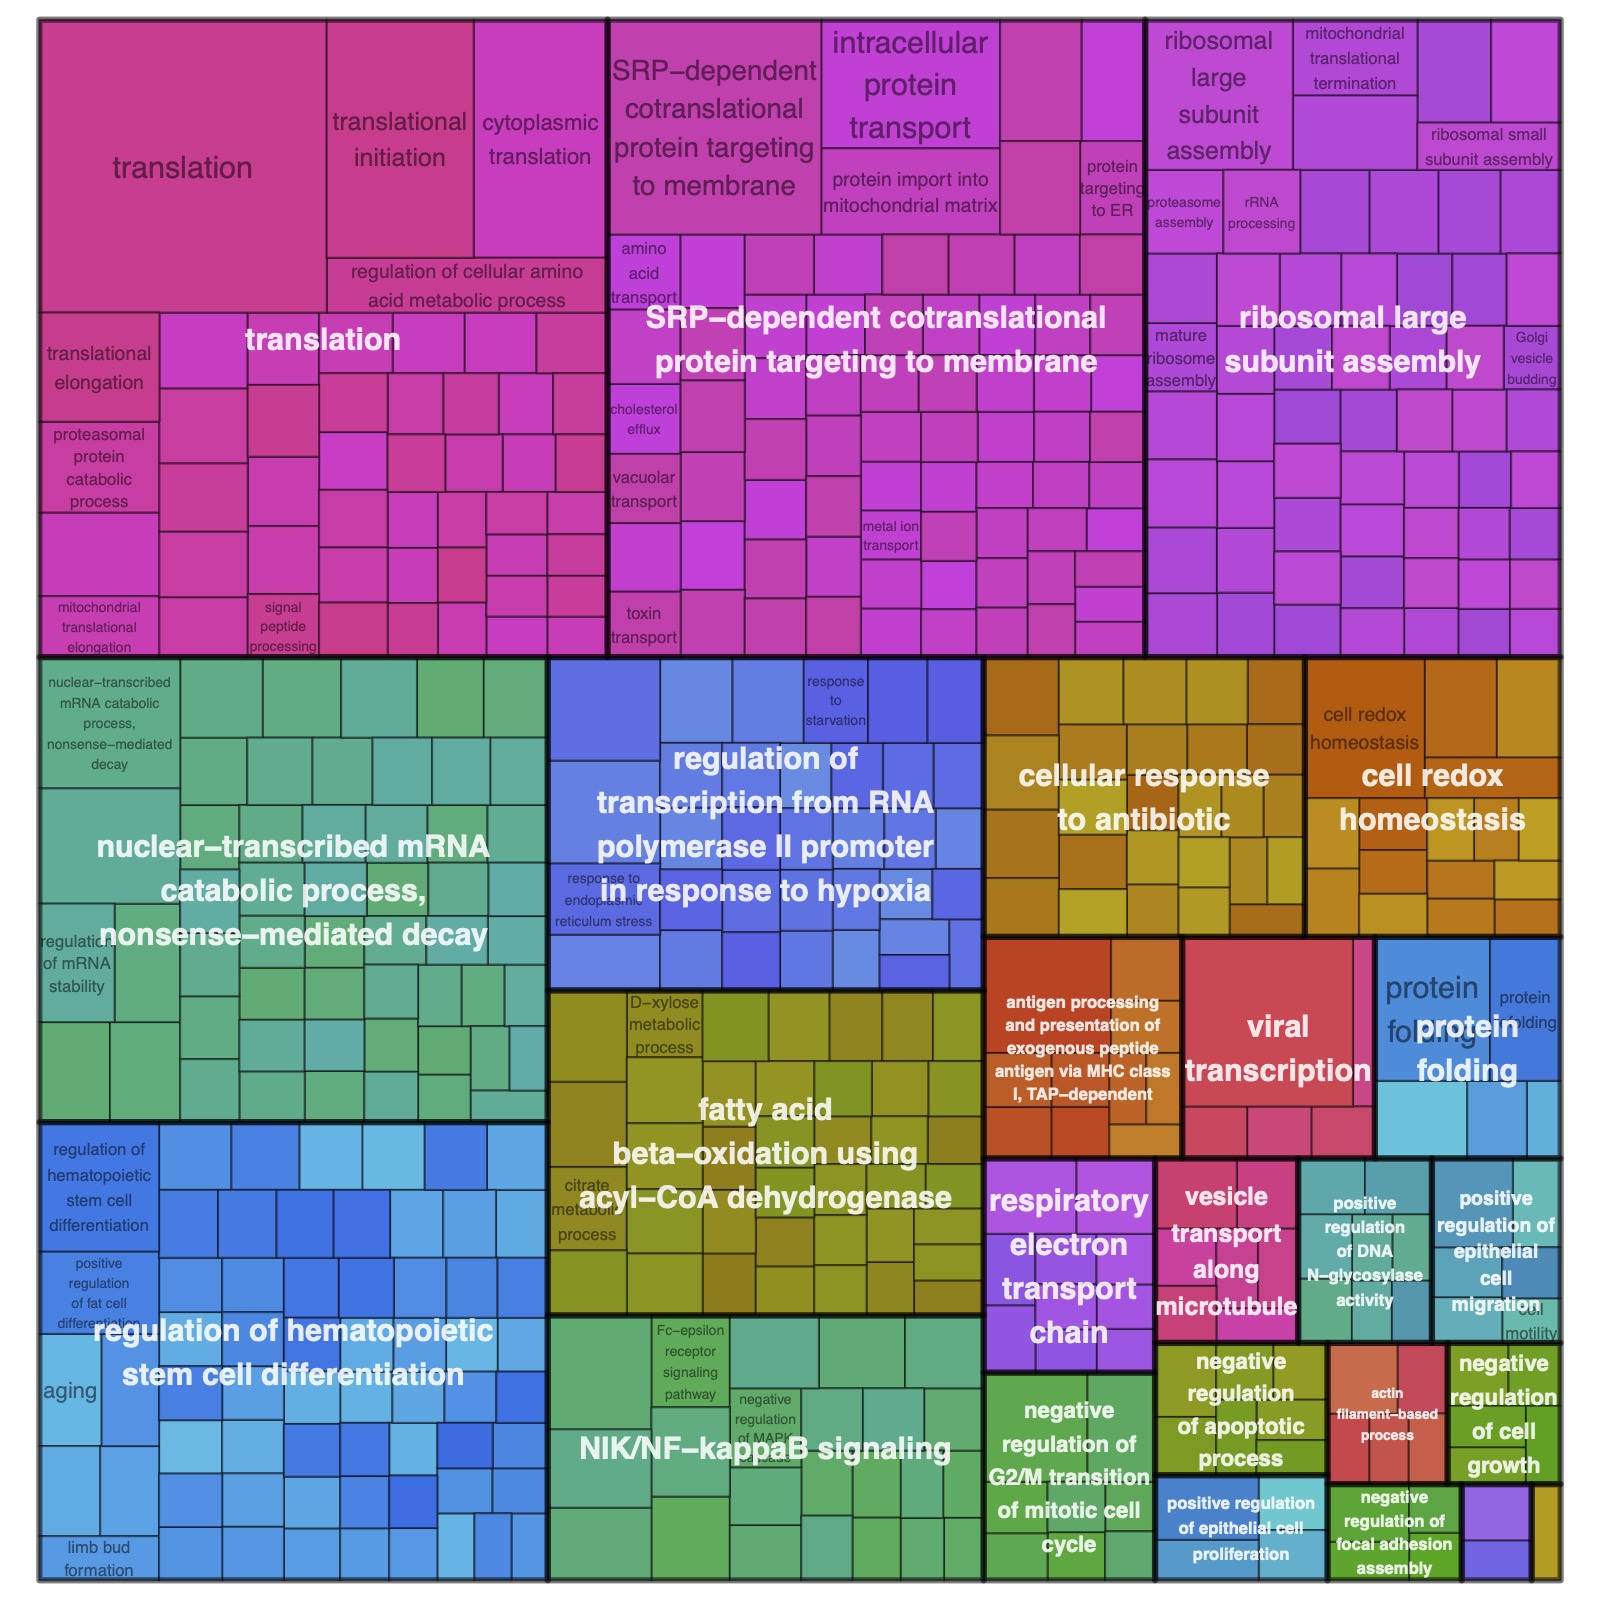 translation
translational
initiation
cytoplasmic
translation
regulation of cellular amino
acid metabolic process
translational
elongation
proteasomal
protein
catabolic
process
mitochondrial
translational
elongation
signal
peptide
processing
translation
SRP−dependent
cotranslational
protein targeting
to membrane
intracellular
protein
transport
protein import into
mitochondrial matrix
protein
targeting
to ER
amino
acid
transport
cholesterol
efflux
vacuolar
transport
metal ion
transport
toxin
transport
SRP−dependent cotranslational
protein targeting to membrane
ribosomal
large
subunit
assembly
mitochondrial
translational
termination
ribosomal small
subunit assembly
proteasome
assembly
rRNA
processing
mature
ribosome
assembly
Golgi
vesicle
budding
ribosomal large
subunit assembly
nuclear−transcribed
mRNA catabolic
process,
nonsense−mediated
decay
regulation
of mRNA
stability
nuclear−transcribed mRNA
catabolic process,
nonsense−mediated decay
response
to
starvation
response to
endoplasmic
reticulum stress
regulation of
transcription from RNA
polymerase II promoter
in response to hypoxia
cellular response
to antibiotic
cell redox
homeostasis
cell redox
homeostasis
antigen processing
and presentation of
exogenous peptide
antigen via MHC class
I, TAP−dependent
viral
transcription
protein
folding
protein
folding
protein
folding
D−xylose
metabolic
process
citrate
metabolic
process
fatty acid
beta−oxidation using
acyl−CoA dehydrogenase
regulation of
hematopoietic
stem cell
differentiation
positive
regulation
of fat cell
differentiation
aging
limb bud
formation
regulation of hematopoietic
stem cell differentiation
Fc−epsilon
receptor
signaling
pathway
negative
regulation
of MAPK
cascade
NIK/NF−kappaB signaling
respiratory
electron
transport
chain
vesicle
transport
along
microtubule
positive
regulation
of DNA
N−glycosylase
activity
positive
regulation of
epithelial
cell
migration
cell
motility
negative
regulation of
G2/M transition
of mitotic cell
cycle
negative
regulation
of apoptotic
process
actin
filament−based
process
negative
regulation
of cell
growth
positive regulation
of epithelial cell
proliferation
negative
regulation of
focal adhesion
assembly